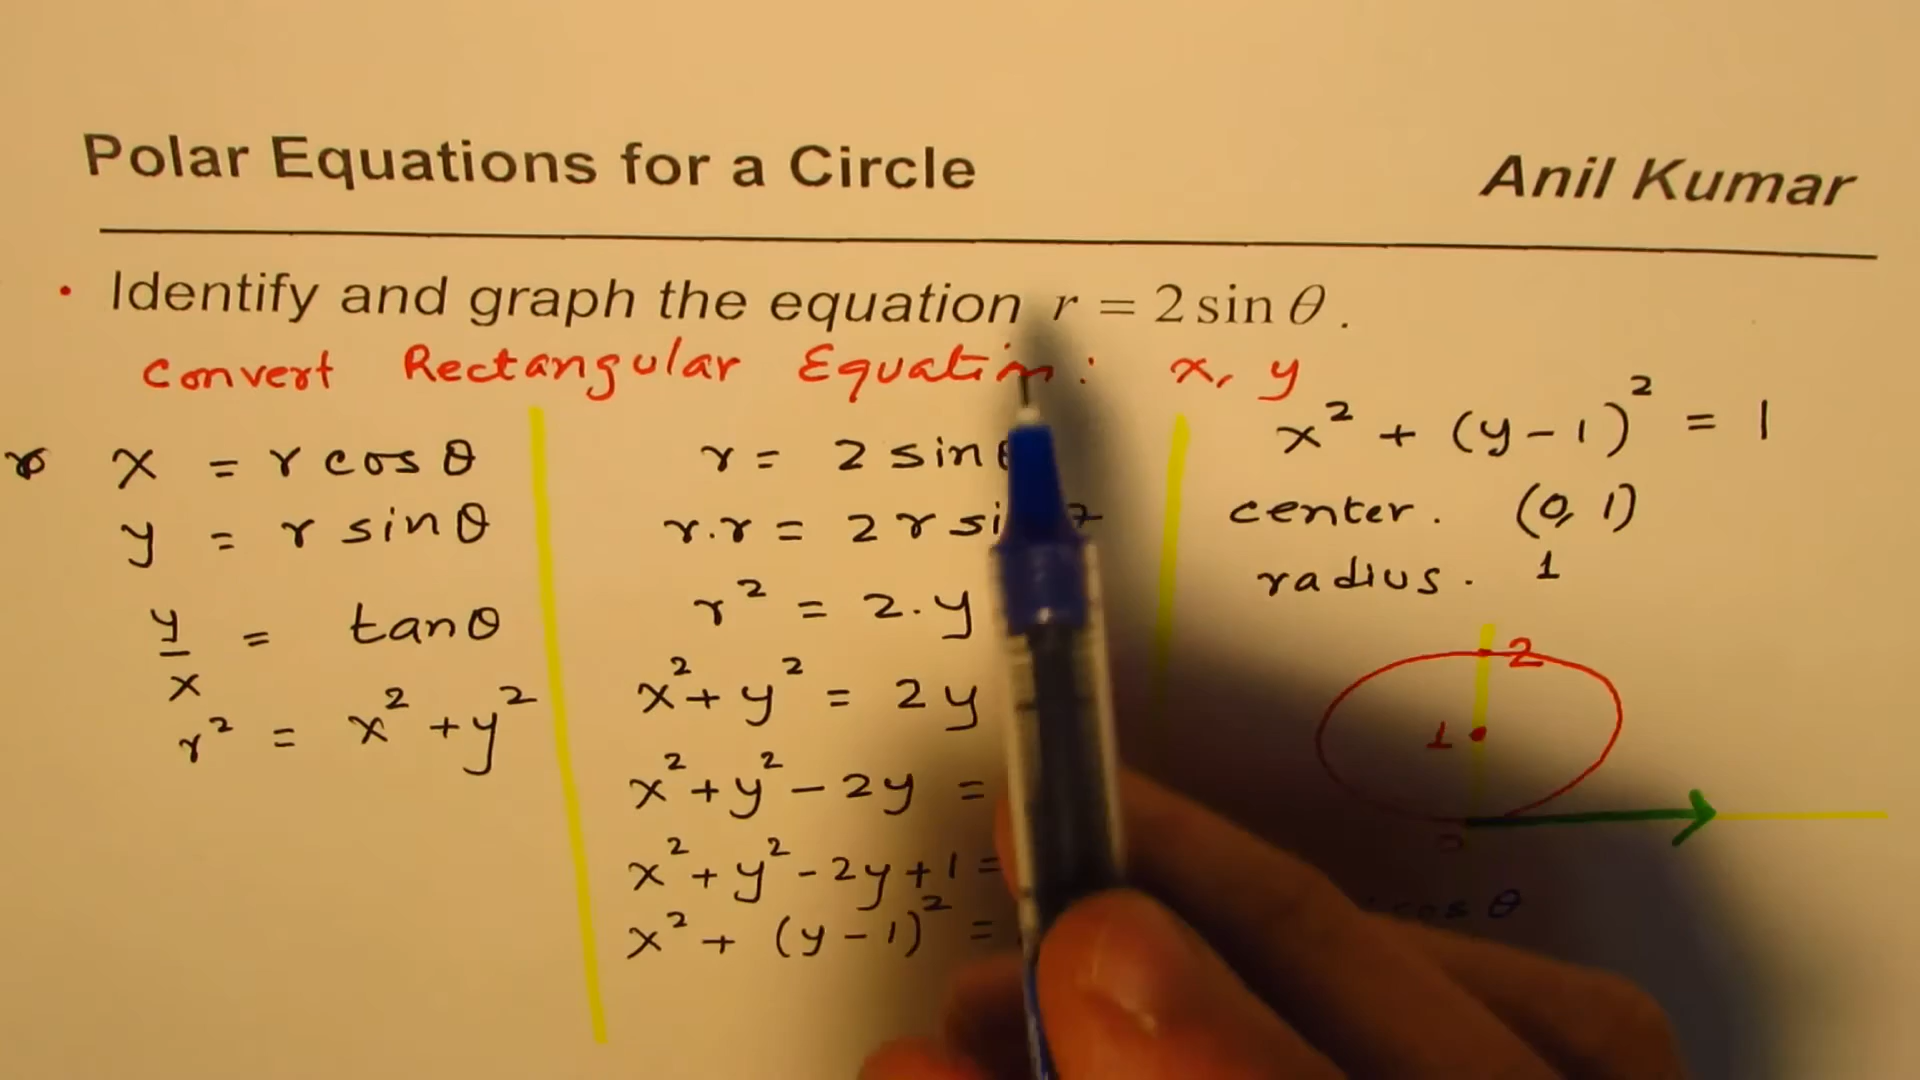 Polar Equations for a Circle
Anil Kumar
• Identify and graph the equation r = 2 sin θ .
Convert Rectangular Equation : x, y
x = r cos θ
y = r sin θ
y/x = tan θ
r² = x² + y²
r = 2 sin θ
r.r = 2 r si
r² = 2.y
x² + y² = 2y
x² + y² - 2y =
x² + y² - 2y + 1 =
x² + (y - 1)² =
x² + (y - 1)² = 1
center. (0, 1)
radius. 1
2
1
cos θ